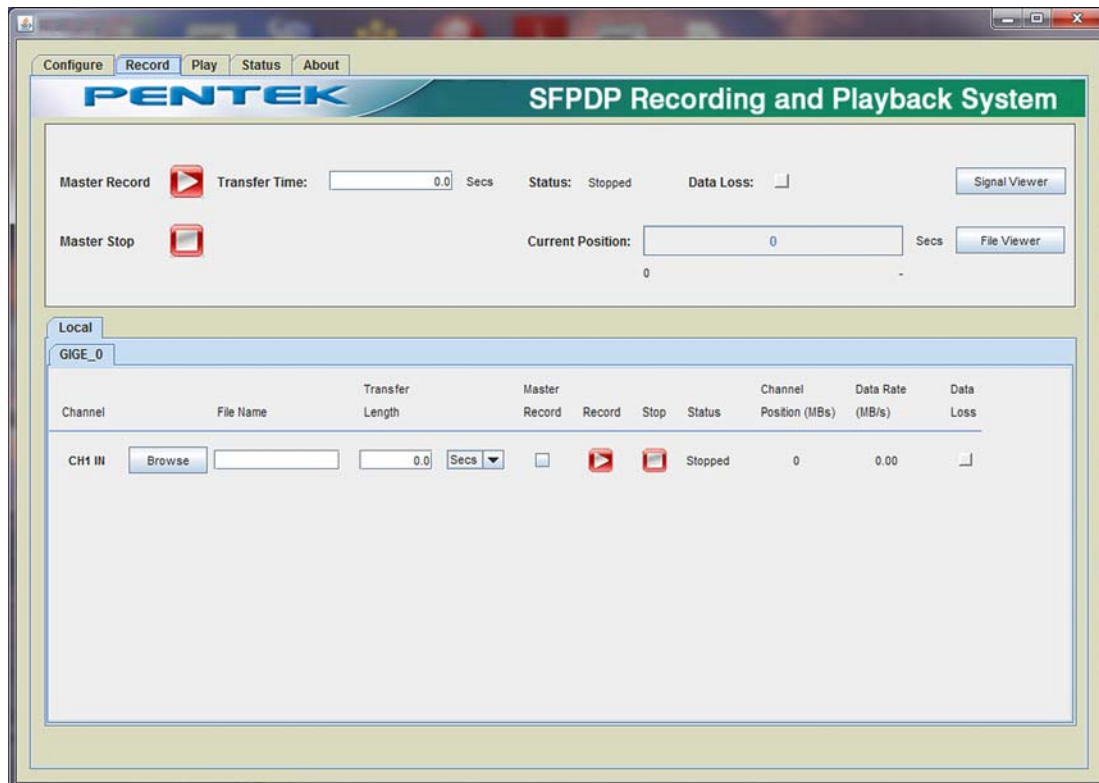 Configure Record Play Status About
PENTEK SFPDP Recording and Playback System
Master Record Transfer Time: 0.0 Secs Status: Stopped Data Loss: Signal Viewer
Master Stop Current Position: 0 Secs File Viewer
0 -
Local
GIGE_0
Transfer Master Channel Data Rate Data
Channel File Name Length Record Record Stop Status Position (MBs) (MB/s) Loss
CH1 IN Browse 0.0 Secs Stopped 0 0.00